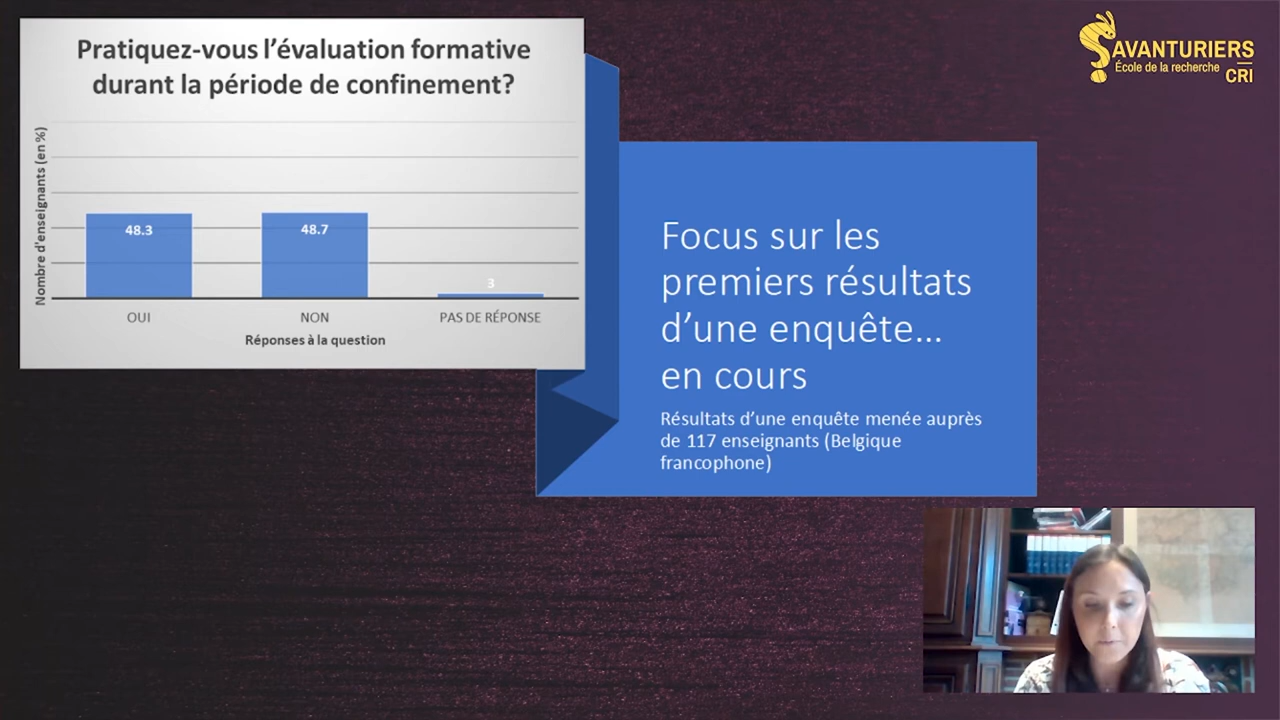 Pratiquez-vous l'évaluation formative
durant la période de confinement?
Nombre d'enseignants (en %)
48.3
48.7
3
OUI
NON
PAS DE RÉPONSE
Réponses à la question
SAVANTURIERS
École de la recherche
CRI
Focus sur les
premiers résultats
d'une enquête...
en cours
Résultats d'une enquête menée auprès
de 117 enseignants (Belgique
francophone)